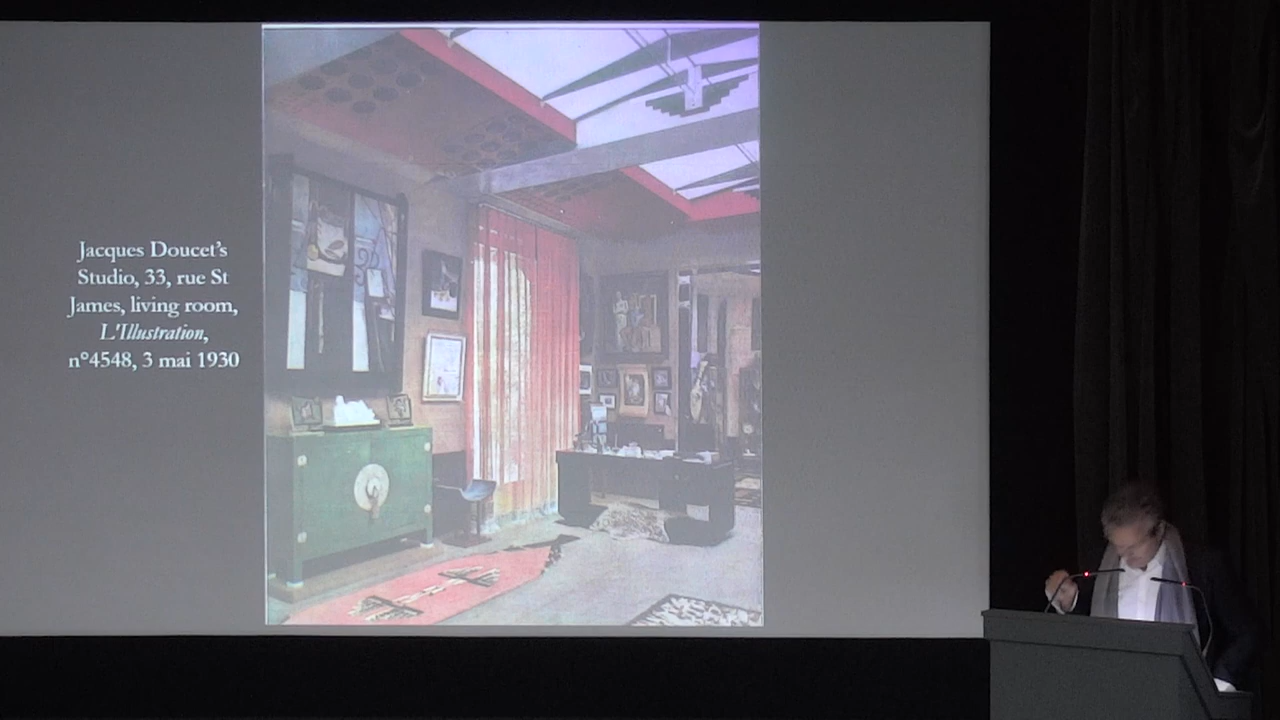 Jacques Doucet's
Studio, 33, rue St
James, living room,
L'Illustration,
n°4548, 3 mai 1930